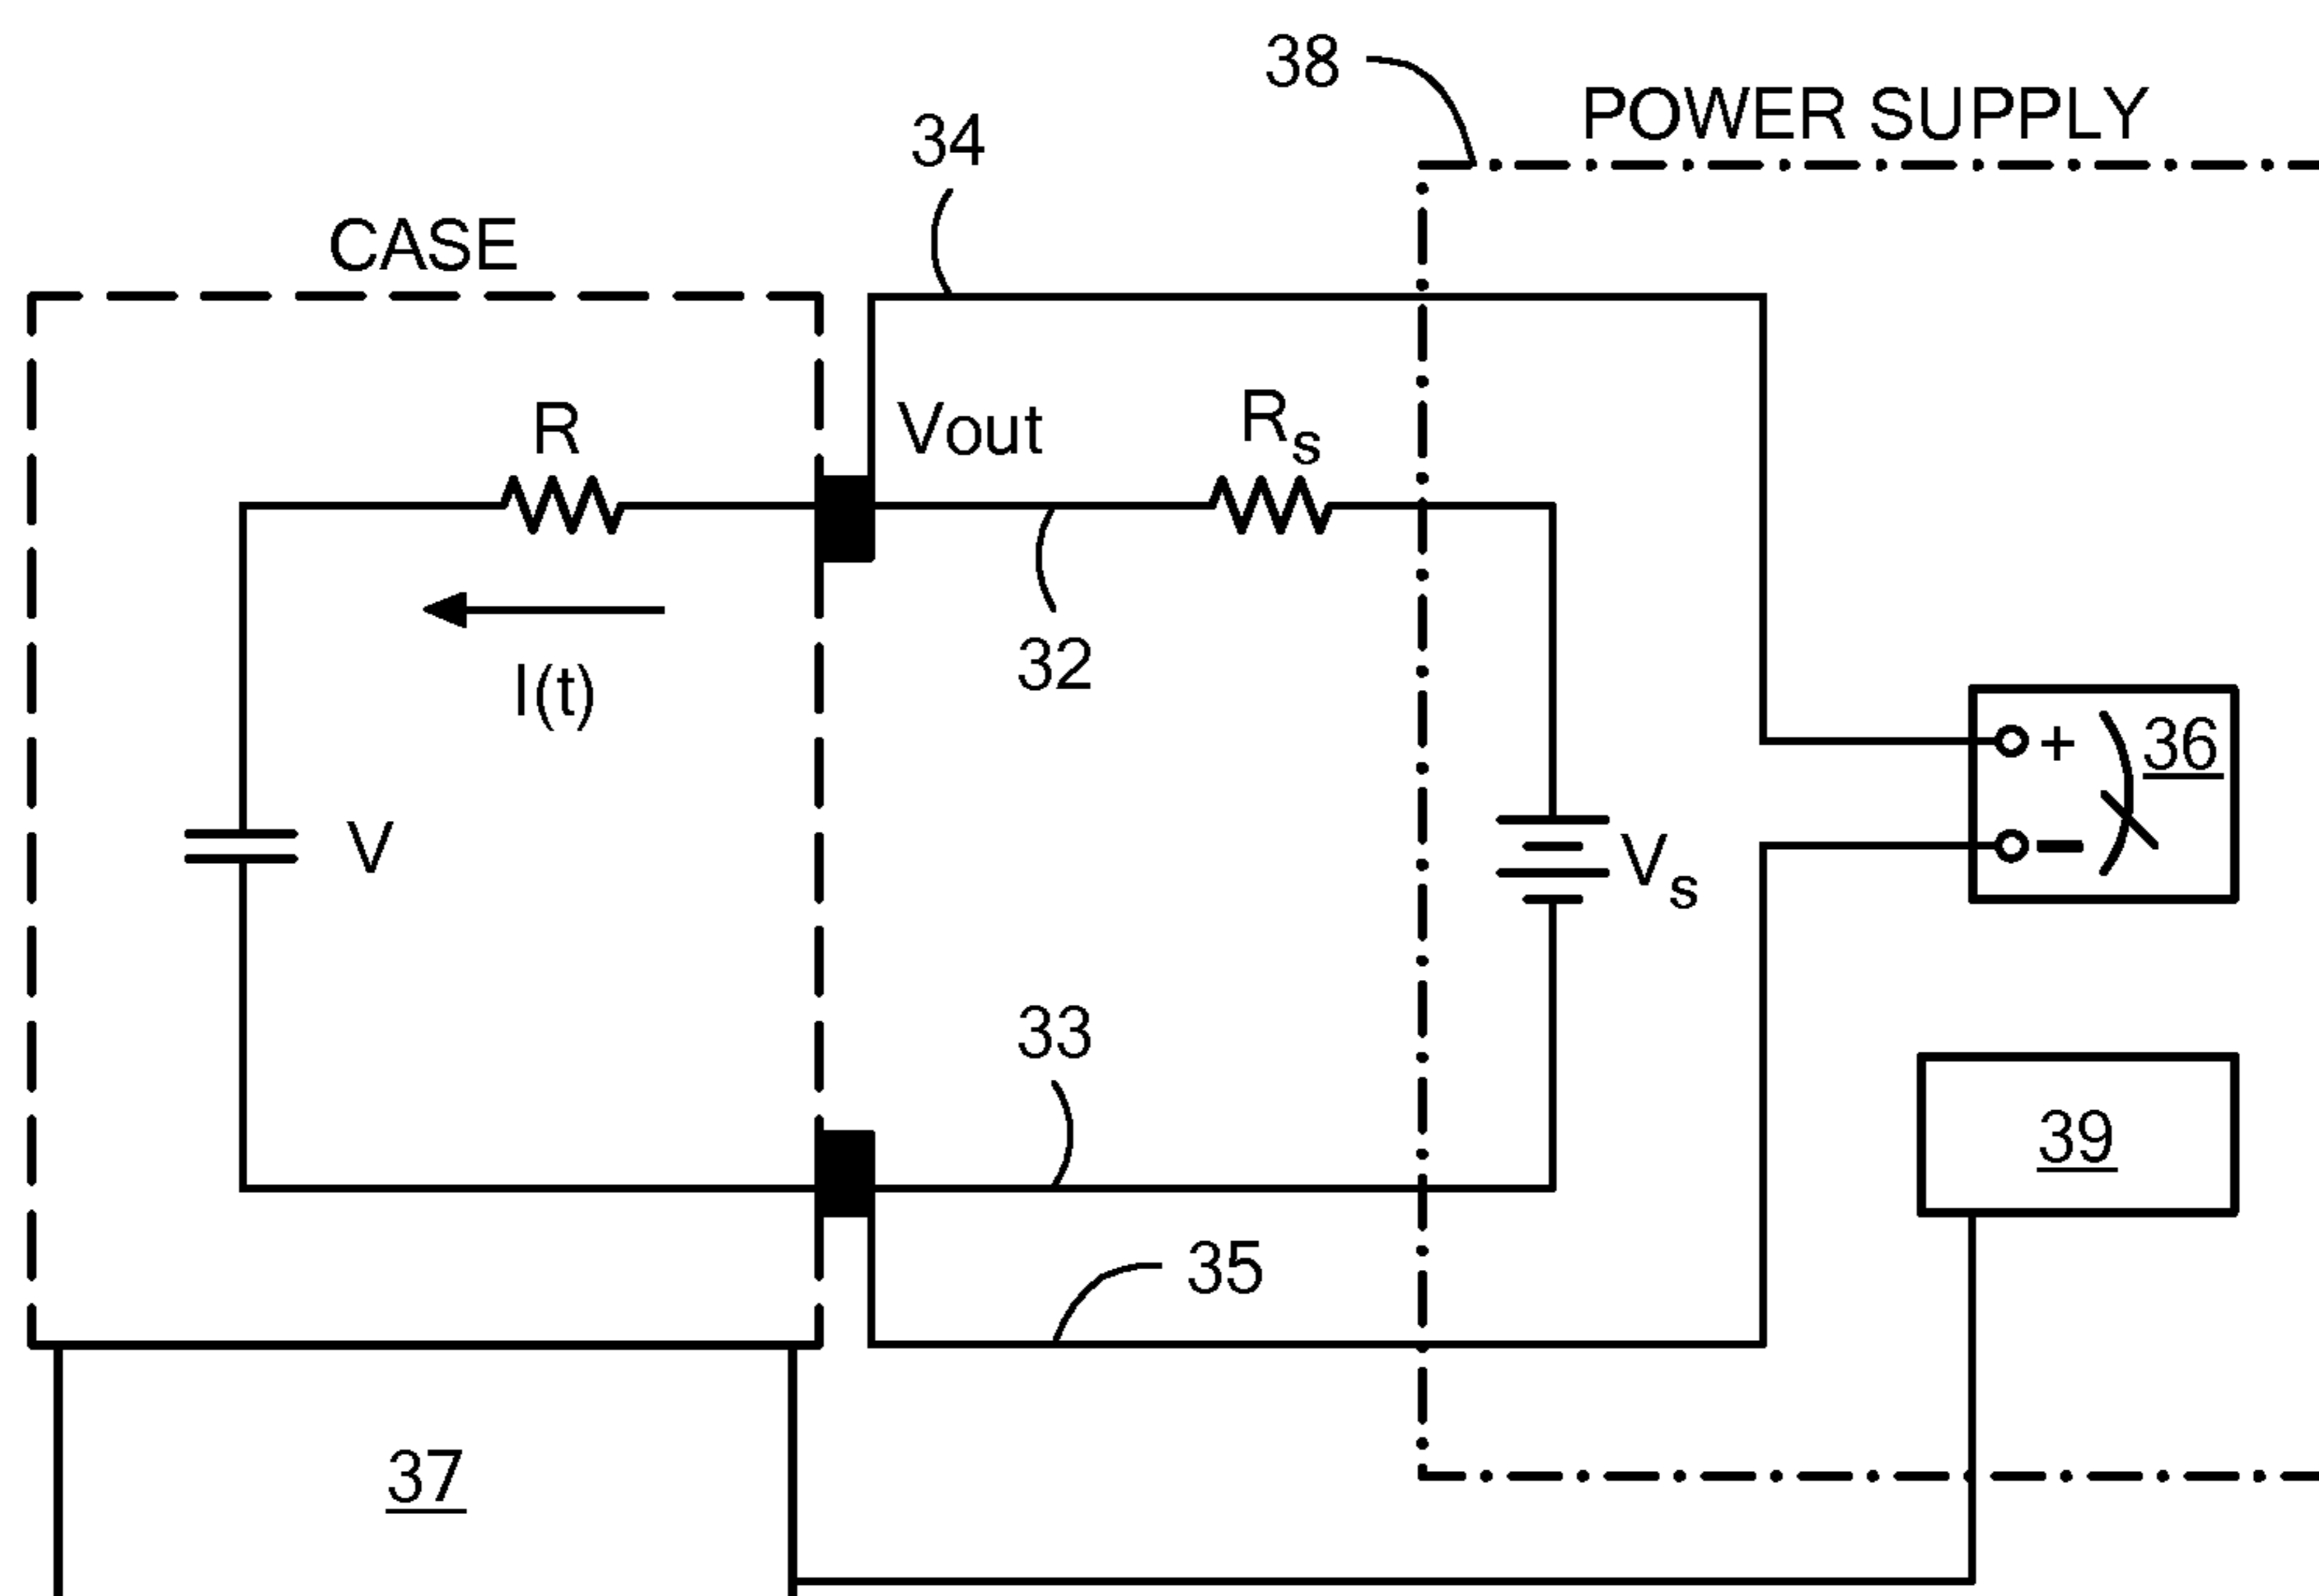 38
POWER SUPPLY
34
CASE
R
Vout
Rs
32
I(t)
+
36
V
Vs
33
39
35
37